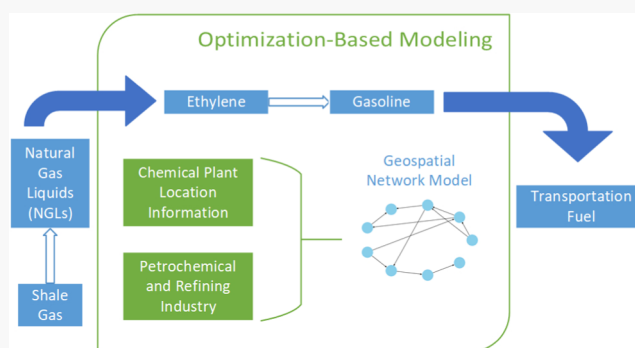 Optimization-Based Modeling
Ethylene
Gasoline
Natural
Gas
Liquids
(NGLs)
Chemical Plant
Location
Information
Geospatial
Network Model
Transportation
Fuel
Petrochemical
and Refining
Industry
Shale
Gas